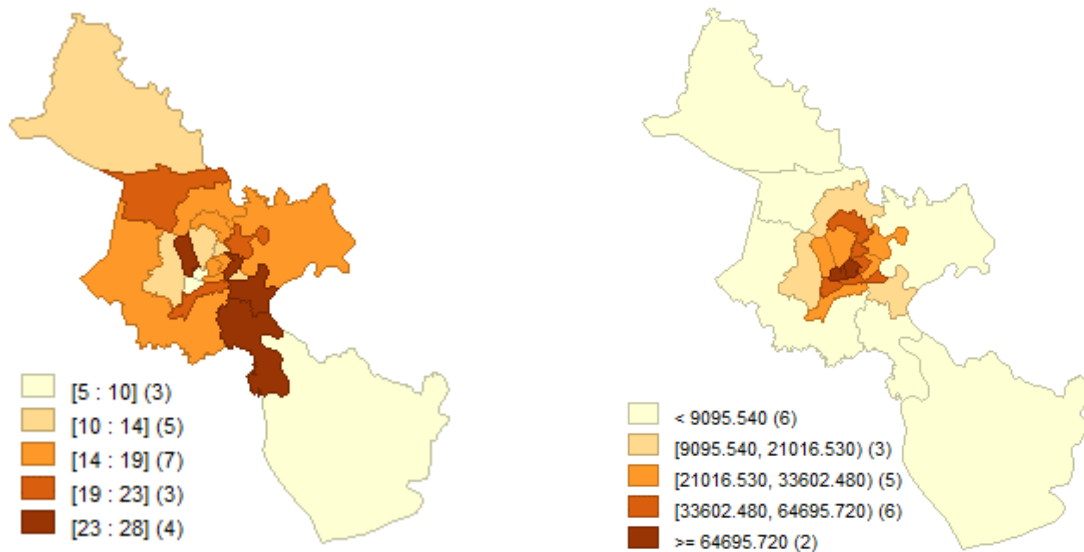 [5 : 10] (3)
[10 : 14] (5)
[14 : 19] (7)
[19 : 23] (3)
[23 : 28] (4)
< 9095.540 (6)
[9095.540, 21016.530) (3)
[21016.530, 33602.480) (5)
[33602.480, 64695.720) (6)
>= 64695.720 (2)